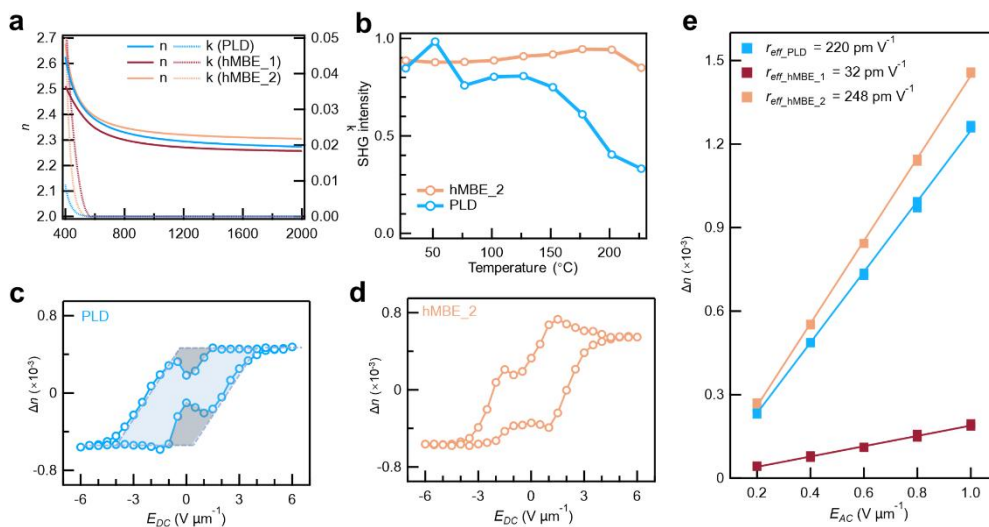 a
2.7
2.6
2.5
2.4
2.3
2.2
2.1
2.0
n
n k (PLD)
n k (hMBE_1)
n k (hMBE_2)
0.05
0.04
0.03
0.02
0.01
0.00
k
400 800 1200 1600 2000
b
1.0
0.5
0.0
SHG intensity
hMBE_2
PLD
50 100 150 200
Temperature (°C)
c
PLD
0.8
0
-0.8
Δn (×10-3)
-6 -3 0 3 6
EDC (V μm-1)
d
hMBE_2
0.8
0
-0.8
Δn (×10-3)
-6 -3 0 3 6
EDC (V μm-1)
e
reff_PLD = 220 pm V-1
reff_hMBE_1 = 32 pm V-1
reff_hMBE_2 = 248 pm V-1
1.5
1.2
0.9
0.6
0.3
0
Δn (×10-3)
0.2 0.4 0.6 0.8 1.0
EAC (V μm-1)